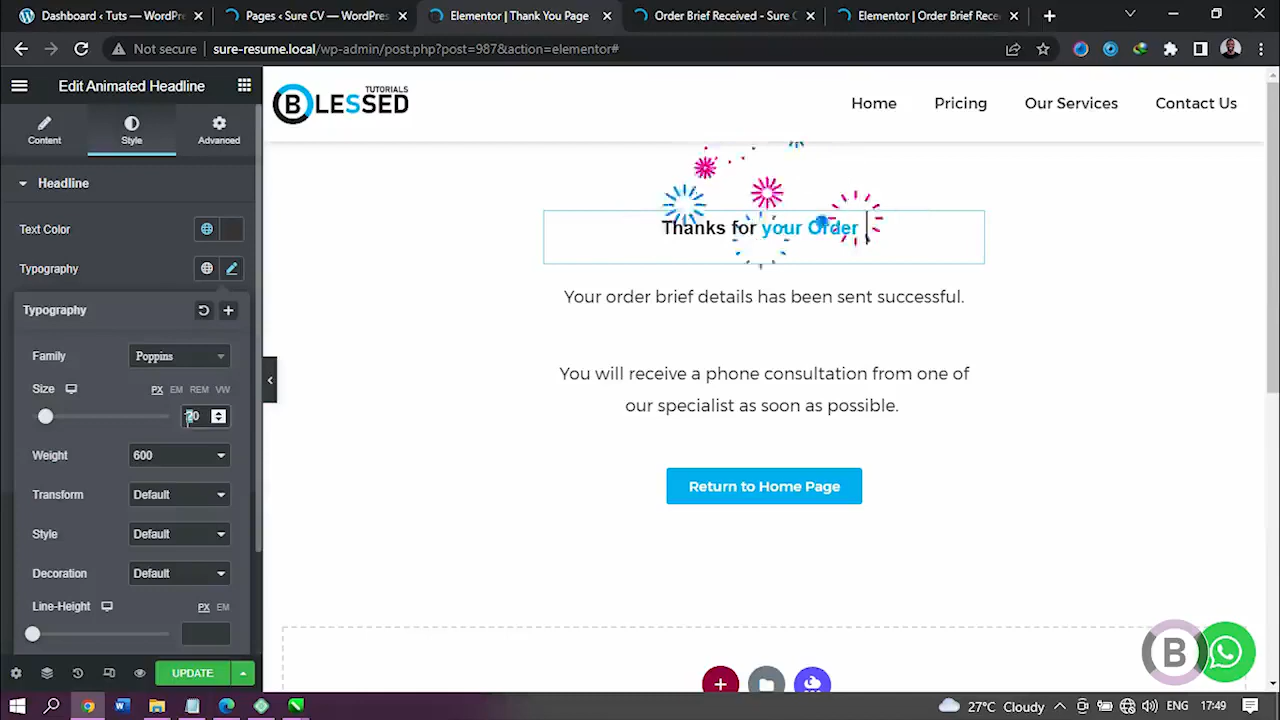 Dashboard ‹ Sure CV — WordPres
Pages ‹ Sure CV — WordPres
Elementor | Thank You Page
Order Brief Received - Sure C
Elementor | Order Brief Rece
Not secure
sure-resume.local/wp-admin/post.php?post=987&action=elementor#
Edit Animated Headline
Content
Style
Advanced
Headline
Text Color
Typography
Typography
Family
Poppins
Size
PX EM REM VW
20
Weight
600
Default
Style
Default
Decoration
Default
Line-Height
PX EM
UPDATE
TUTORIALS
BLESSED
Home
Pricing
Our Services
Contact Us
Thanks for your Order
Your order brief details has been sent successful.
You will receive a phone consultation from one of
our specialist as soon as possible.
Return to Home Page
B
27°C Cloudy
ENG
17:49